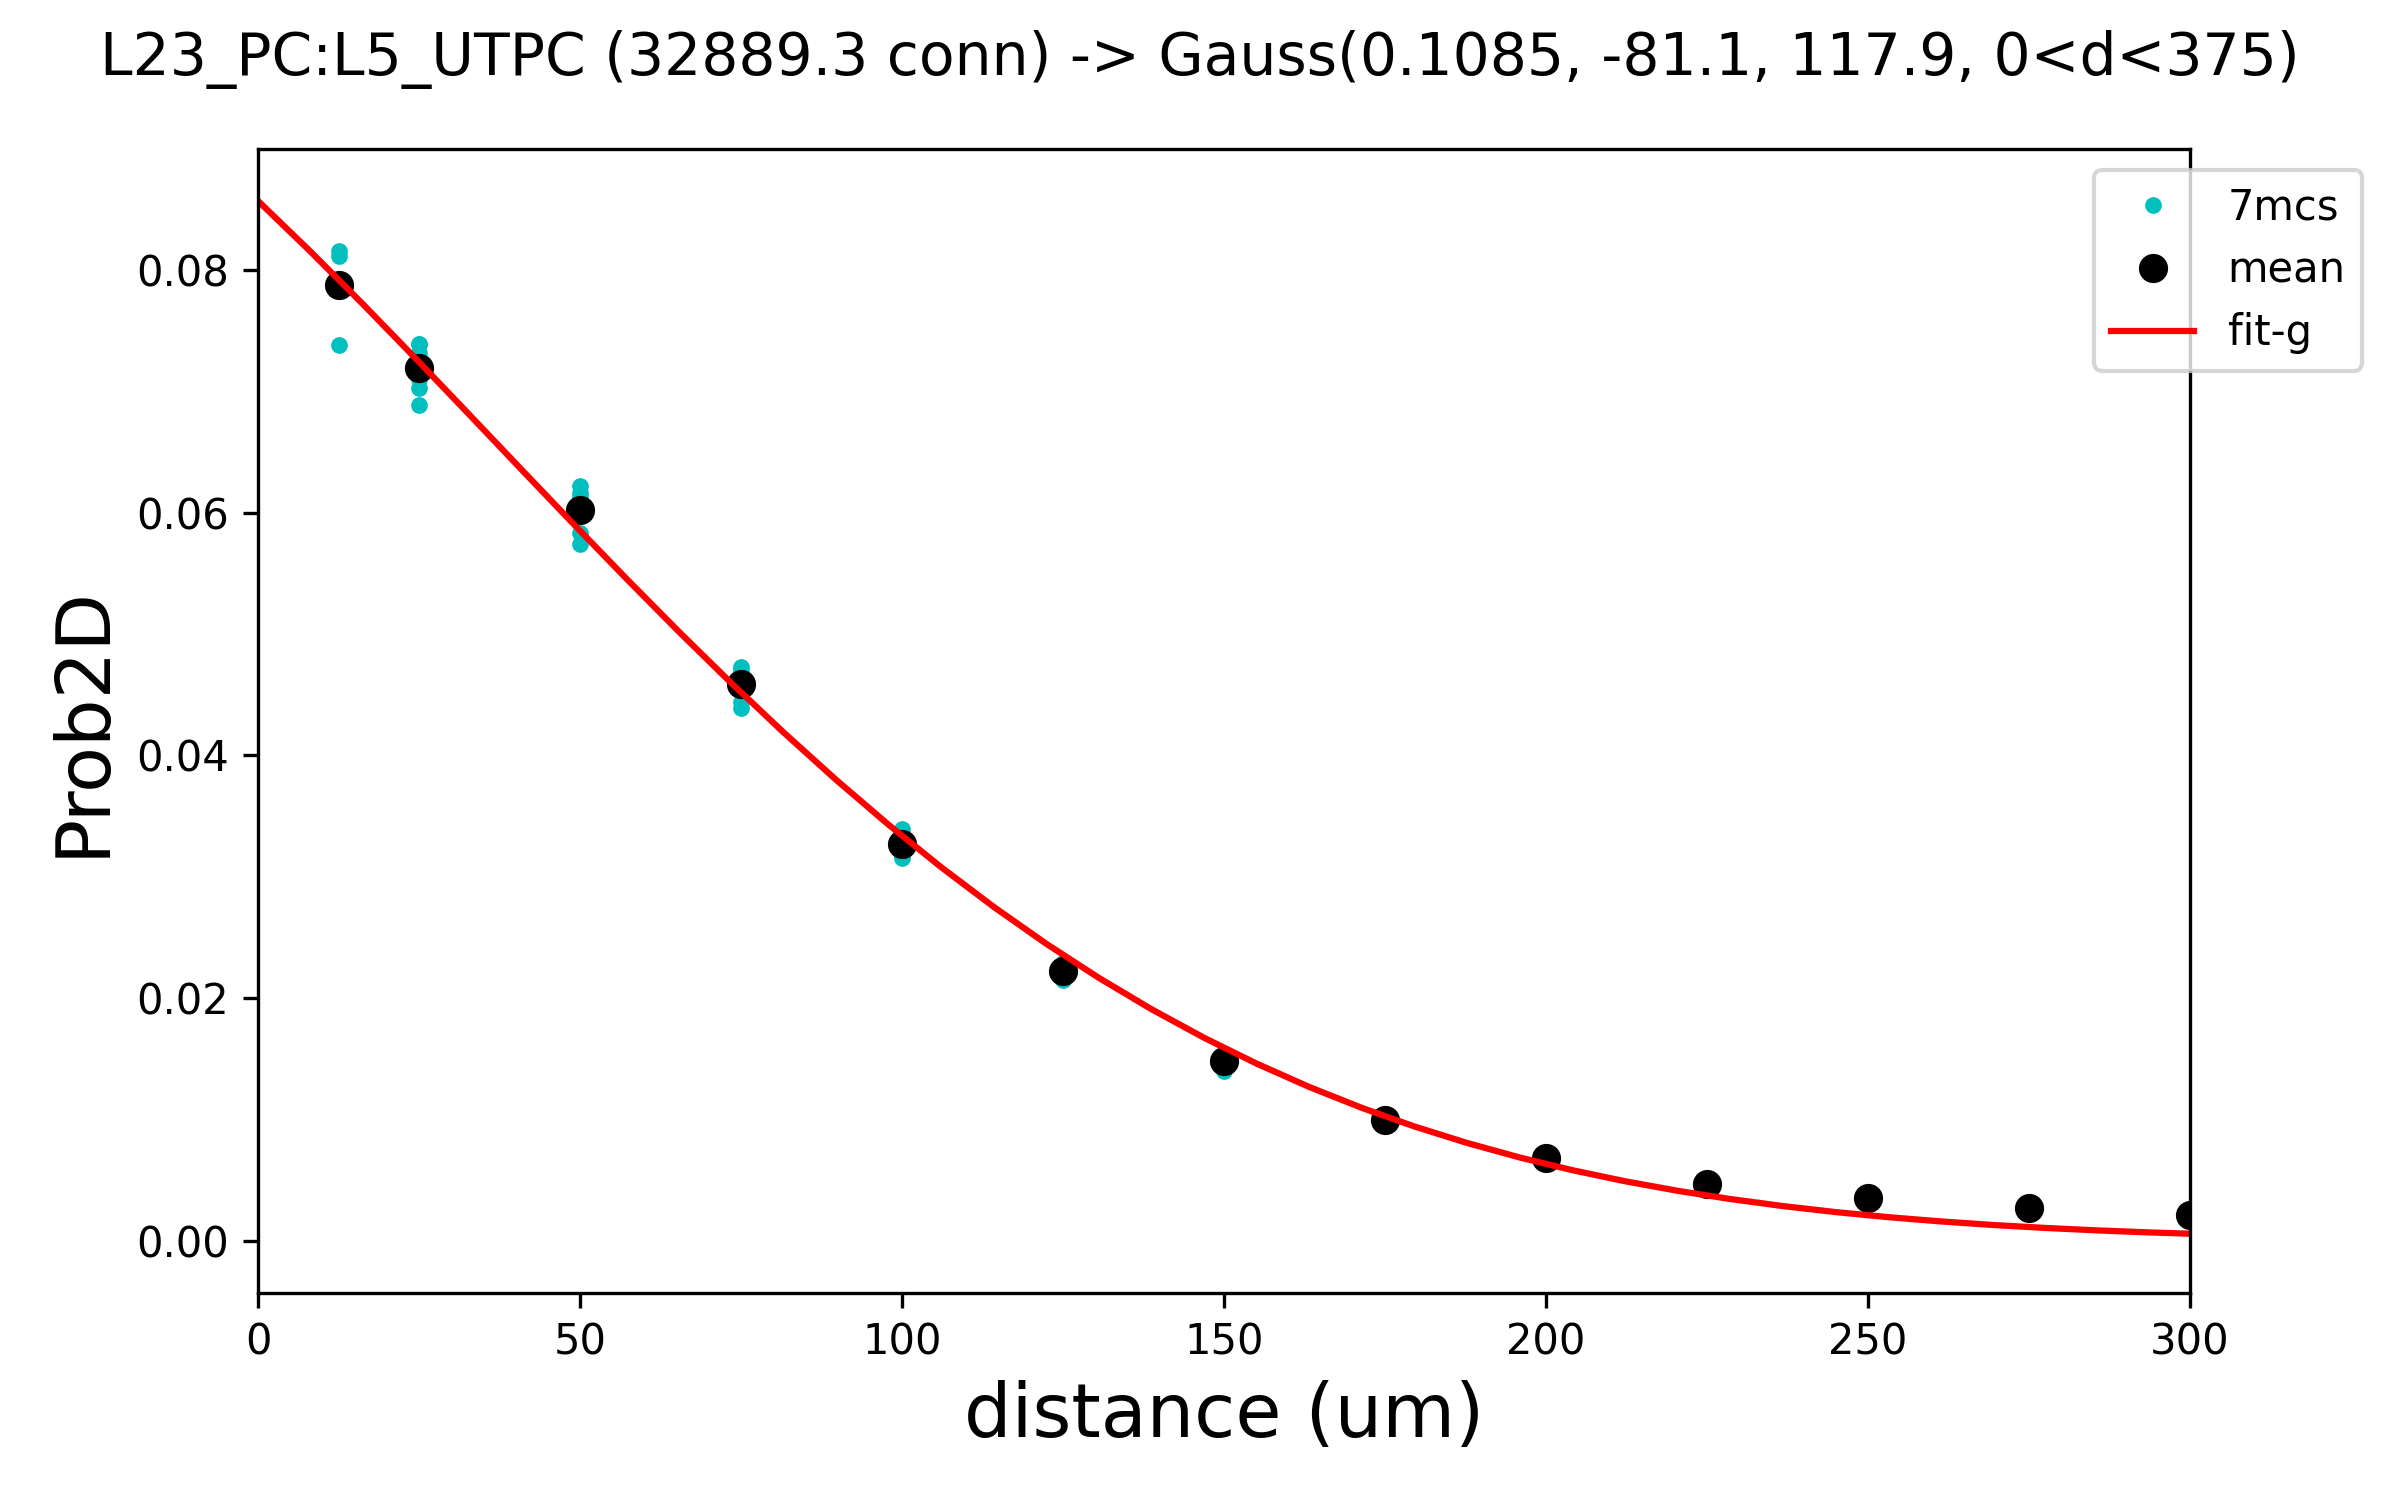 L23_PC:L5_UTPC (32889.3 conn) -> Gauss(0.1085, -81.1, 117.9, 0<d<375)
7mcs
mean
fit-g
Prob2D
0.08
0.06
0.04
0.02
0.00
0 50 100 150 200 250 300
distance (um)